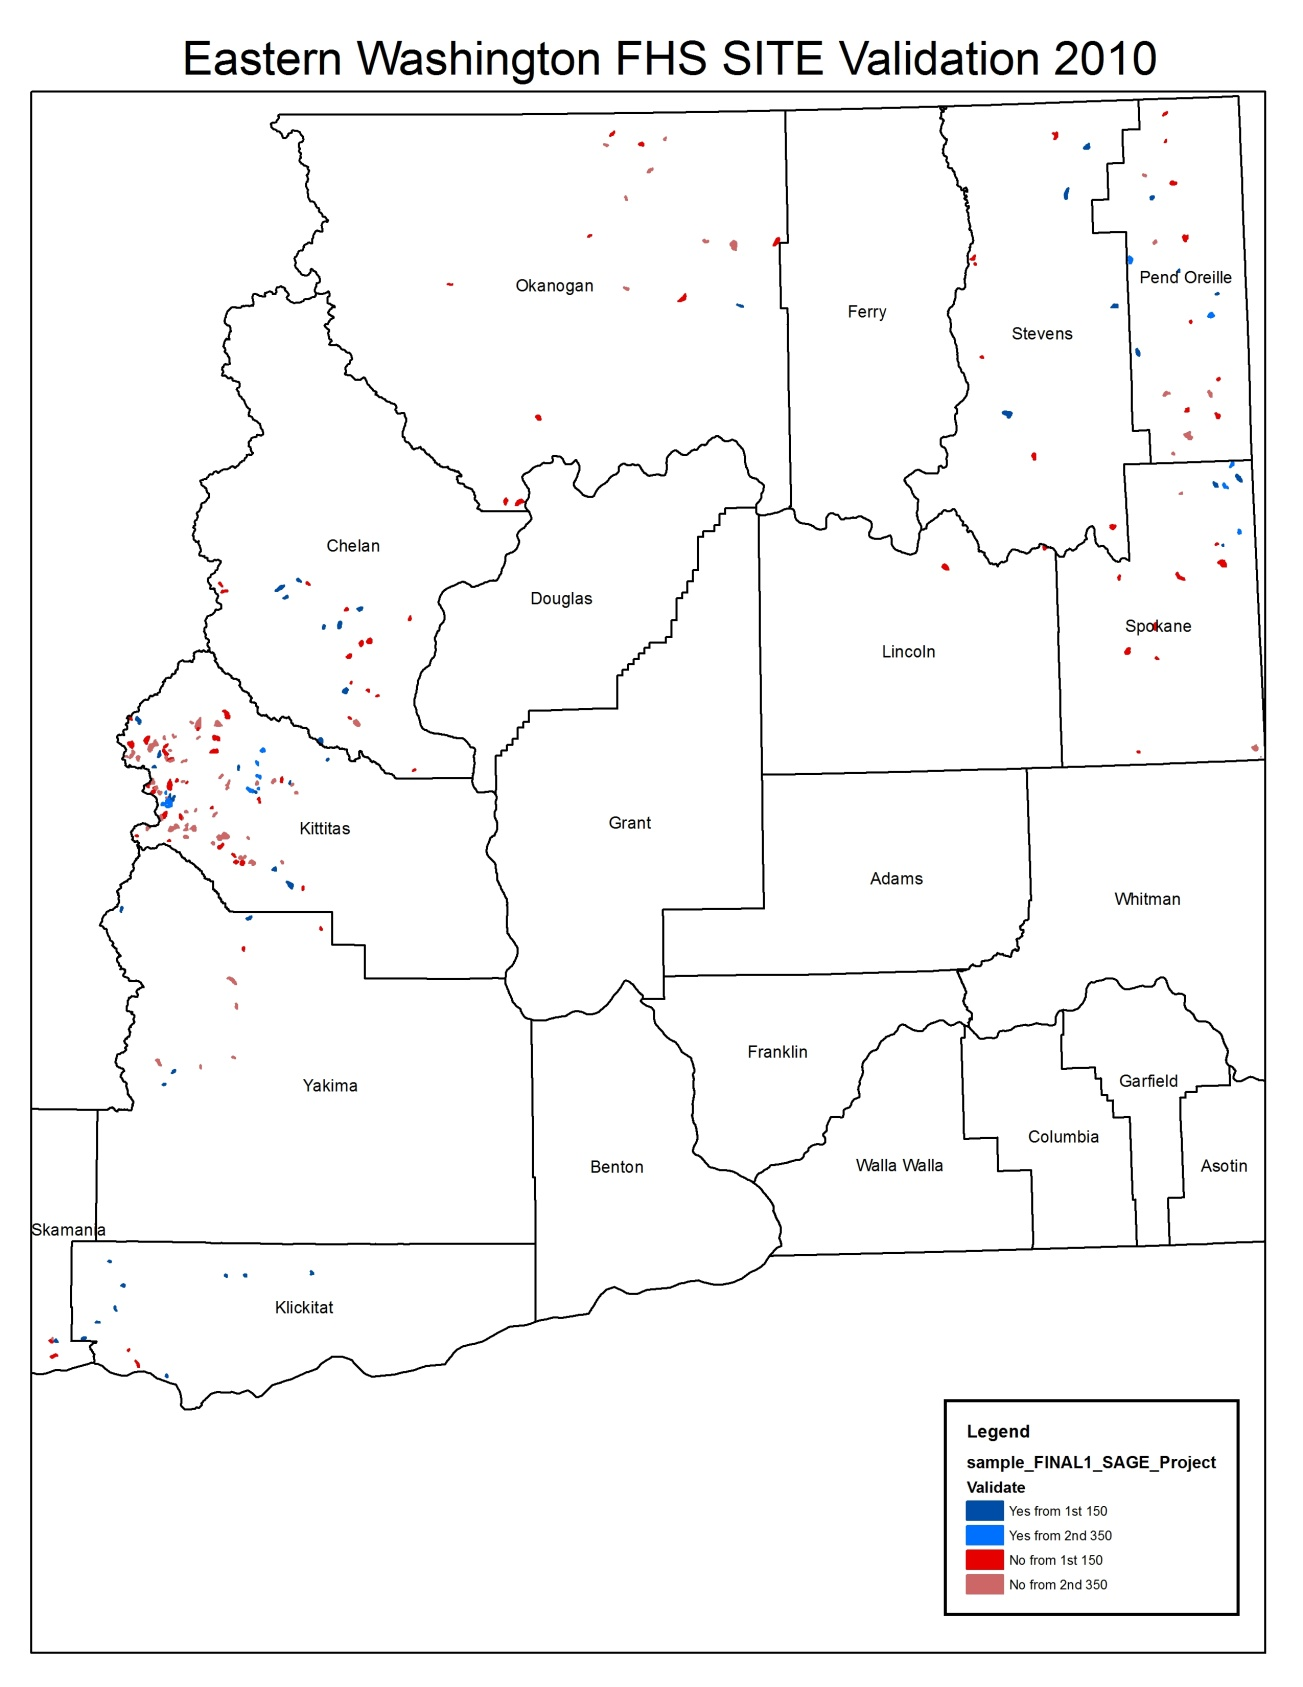 Eastern Washington FHS SITE Validation 2010
Okanogan
Pend Oreille
Ferry
Stevens
Chelan
Douglas
Spokane
Lincoln
Grant
Kittitas
Adams
Whitman
Franklin
Garfield
Yakima
Columbia
Walla Walla
Asotin
Benton
Skamania
Klickitat
Legend
sample_FINAL1_SAGE_Project
Validate
Yes from 1st 150
Yes from 2nd 350
No from 1st 150
No from 2nd 350